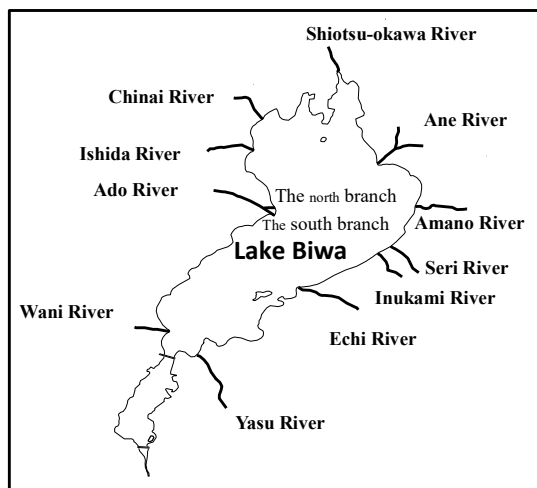 Shiotsu-okawa River
Chinai River
Ane River
Ishida River
Ado River
The north branch
The south branch
Amano River
Lake Biwa
Seri River
Inukami River
Wani River
Echi River
Yasu River